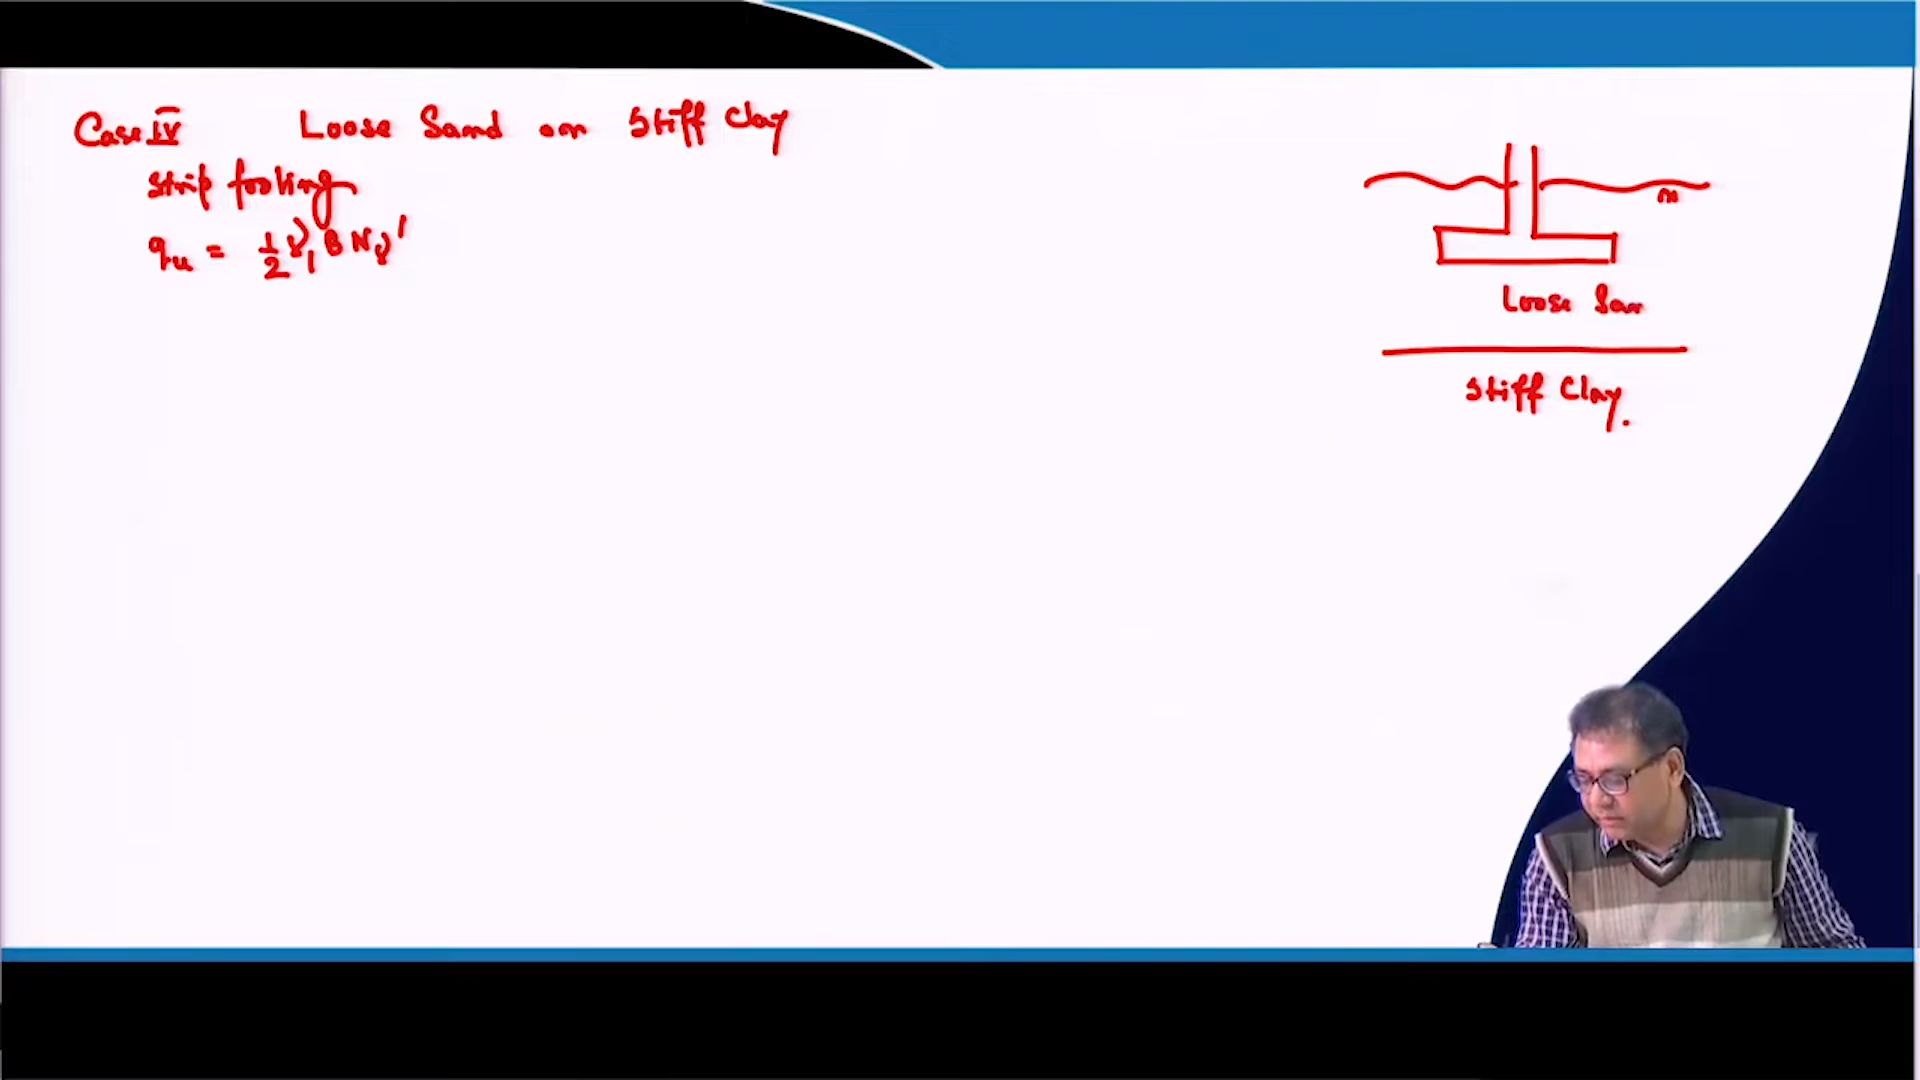 Case IV Loose Sand on Stiff Clay
Strip footing
qu = 1/2 γ1 B Nγ'
Loose San
Stiff Clay.